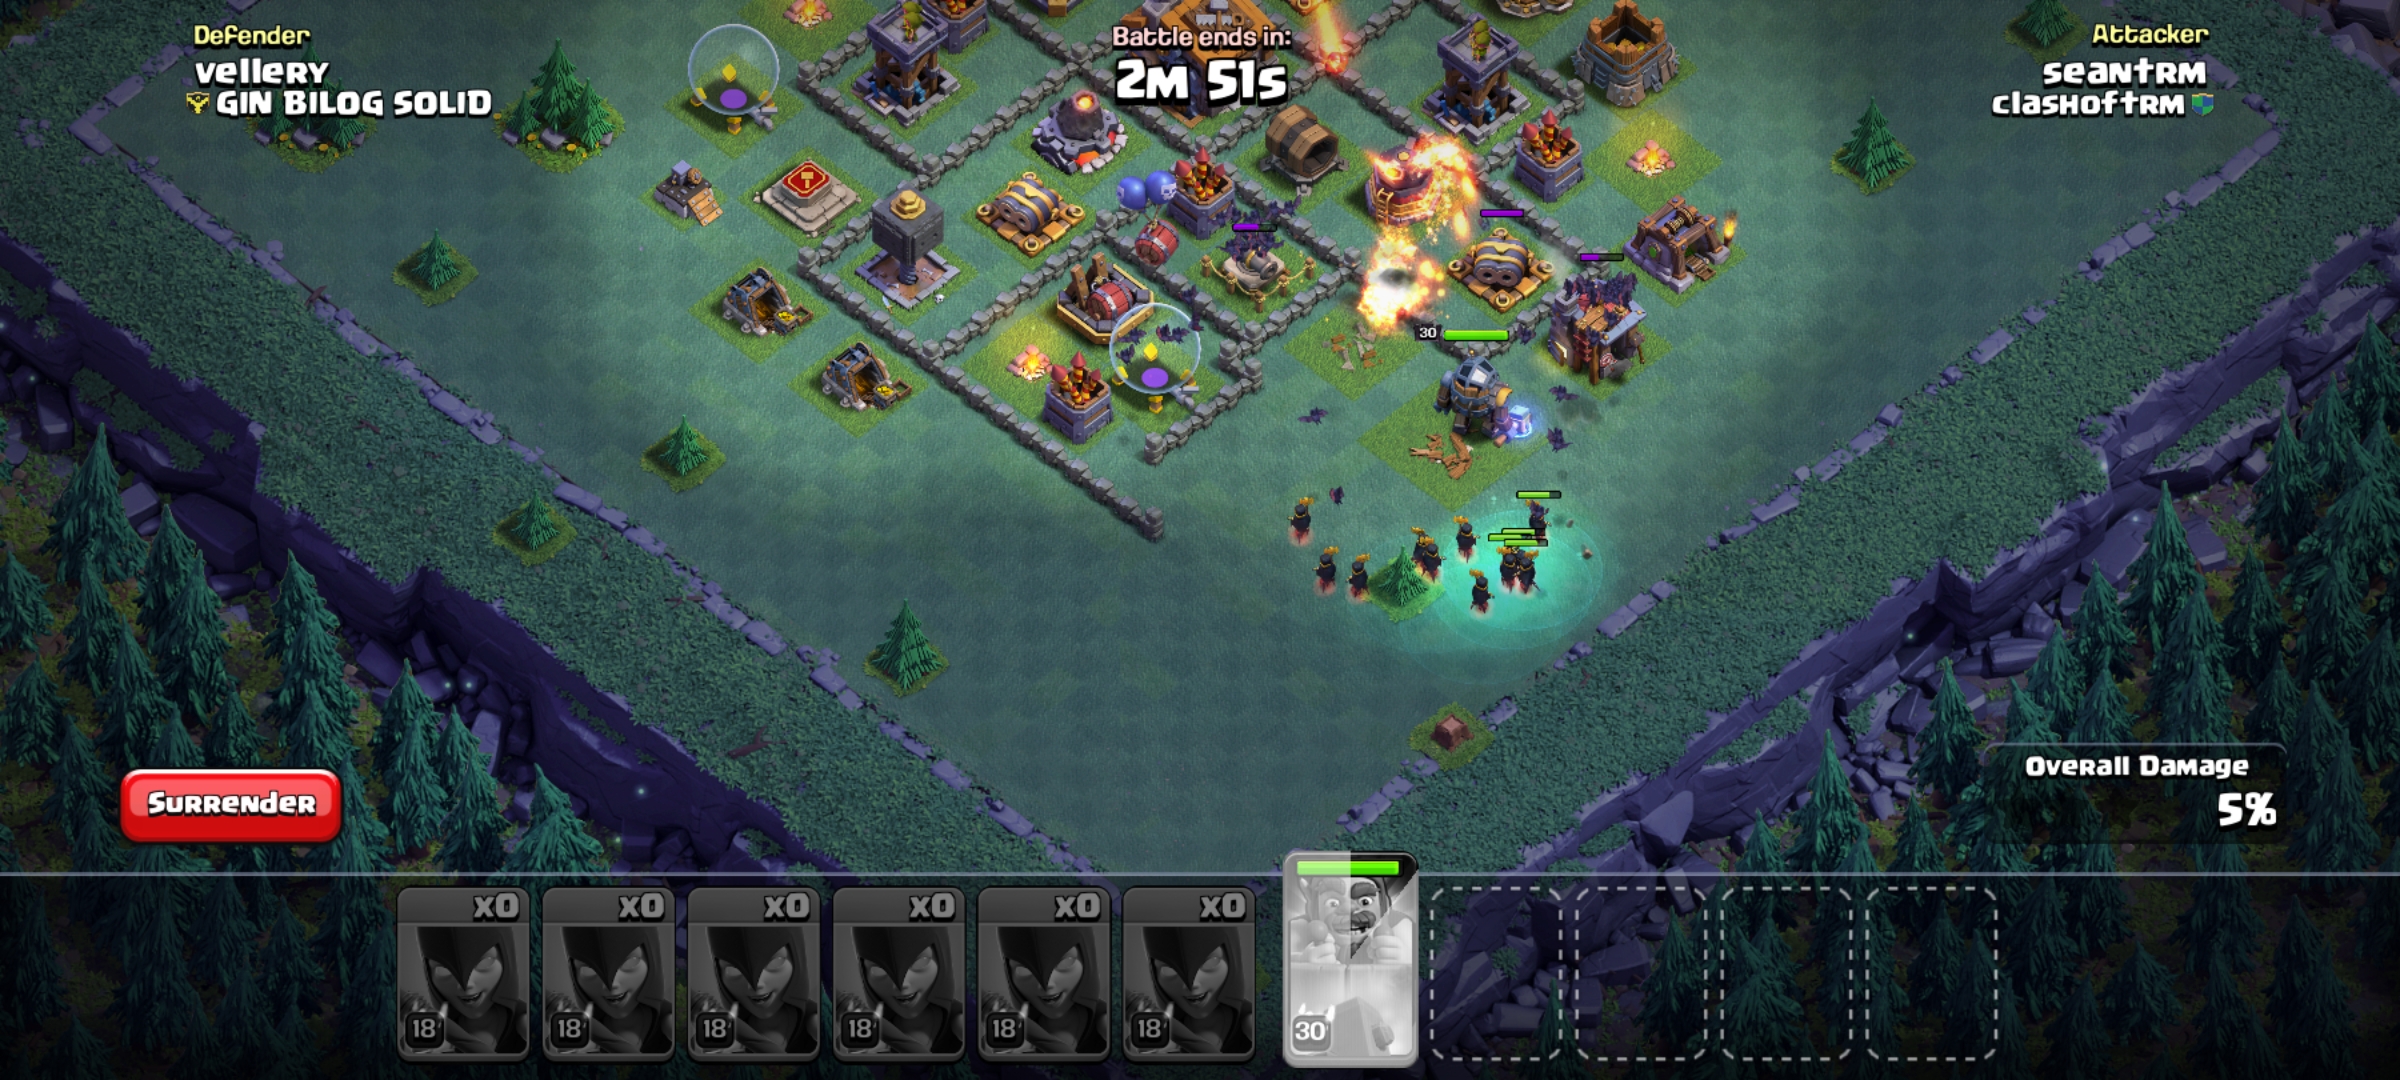 Defender
vellery
GIN BILOG SOLID
Battle ends in:
2M 51s
Attacker
seantrm
clashoftrm
30
Surrender
Overall Damage
5%
x0
x0
x0
x0
x0
x0
18
18
18
18
18
18
30